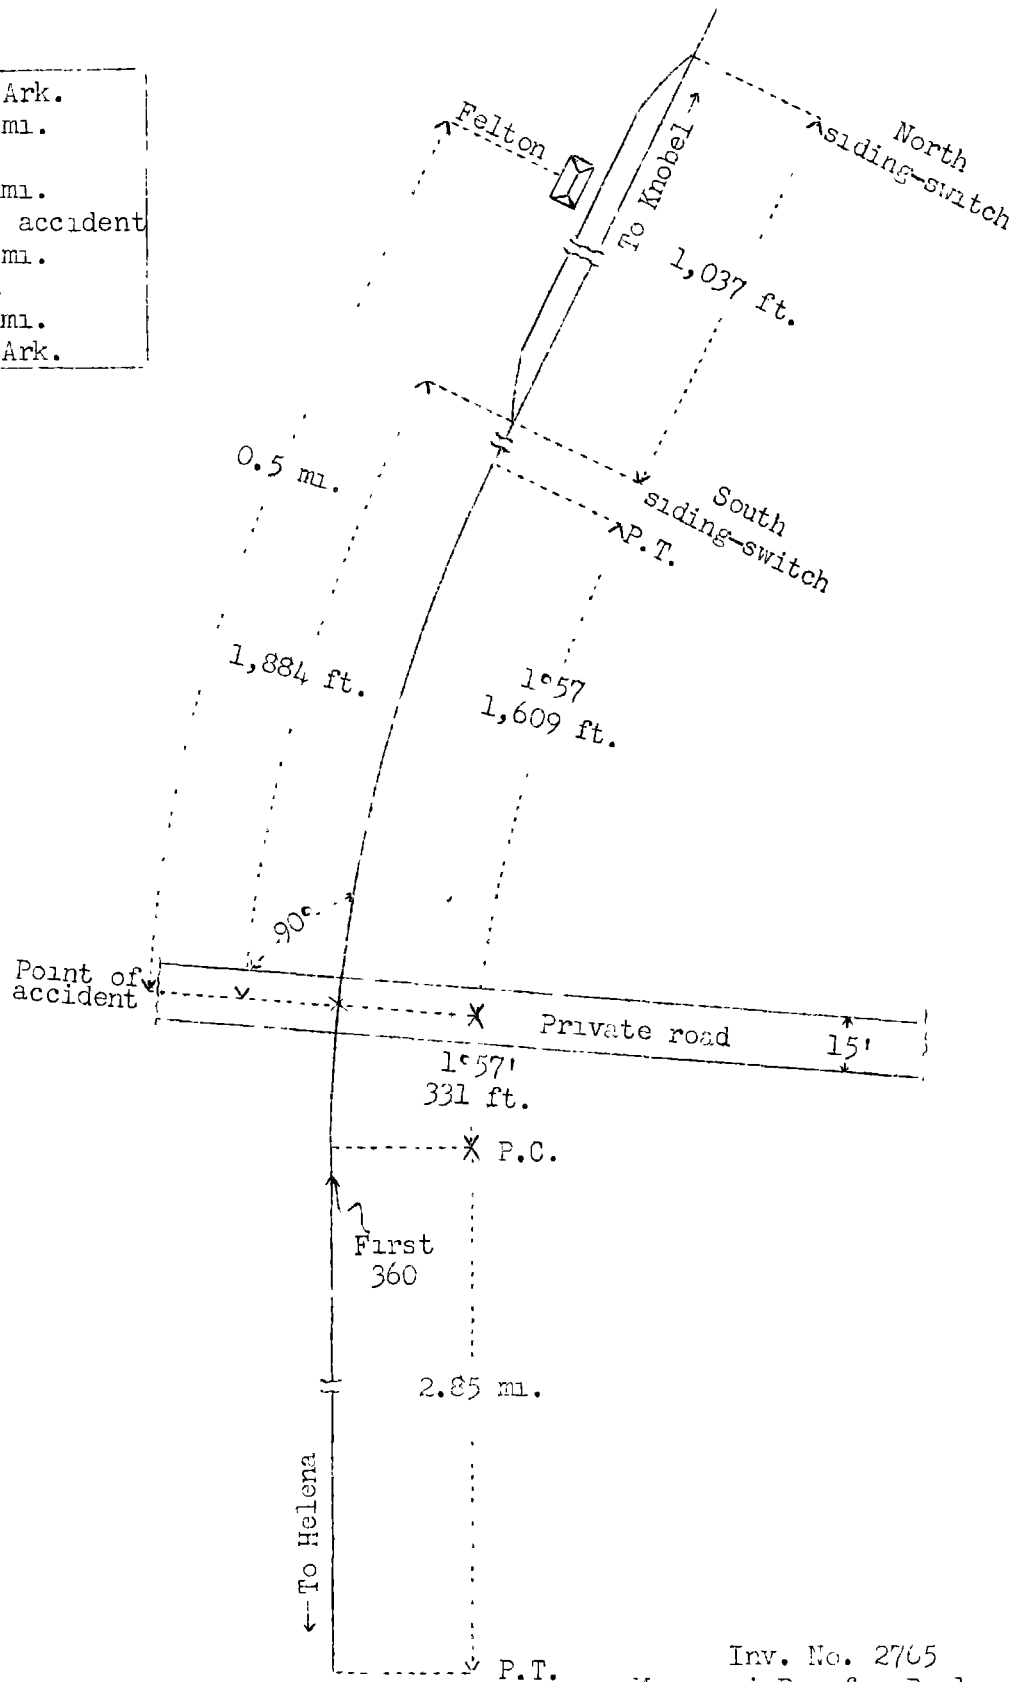 Ark.
mi.
mi.
accident
mi.
mi.
Ark.
Felton
To Knobel
North
siding-switch
1,037 ft.
0.5 mi.
South
siding-switch
P.T.
1,884 ft.
1°57
1,609 ft.
90°
Point of
accident
Private road
15'
1°57'
331 ft.
P.C.
First
360
2.85 mi.
To Helena
P.T.
Inv. No. 2765